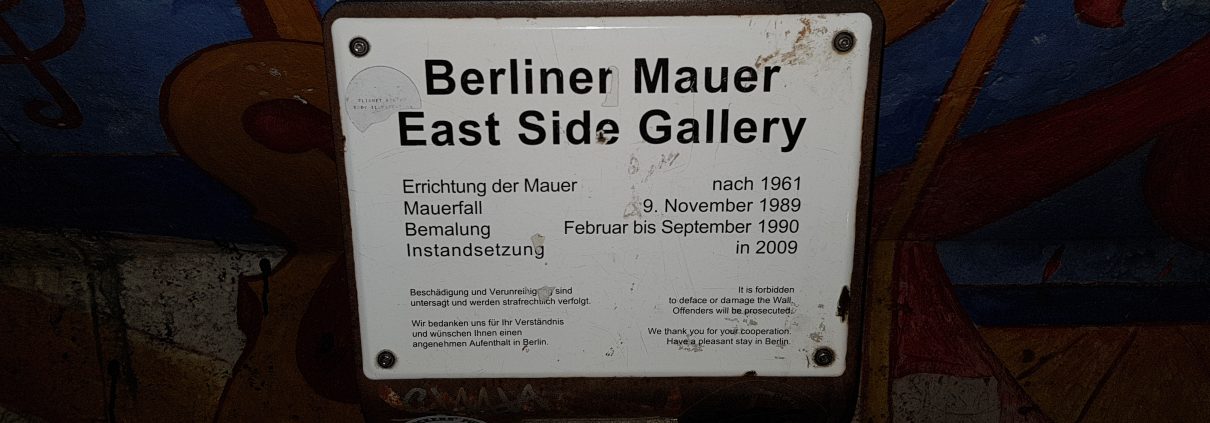 Berliner Mauer
East Side Gallery
Errichtung der Mauer nach 1961
Mauerfall 9. November 1989
Bemalung Februar bis September 1990
Instandsetzung in 2009
Beschädigung und Verunreinigung sind
untersagt und werden strafrechtlich verfolgt.
Wir bedanken uns für Ihr Verständnis
und wünschen Ihnen einen
angenehmen Aufenthalt in Berlin.
It is forbidden
to deface or damage the Wall.
Offenders will be prosecuted.
We thank you for your cooperation.
Have a pleasant stay in Berlin.